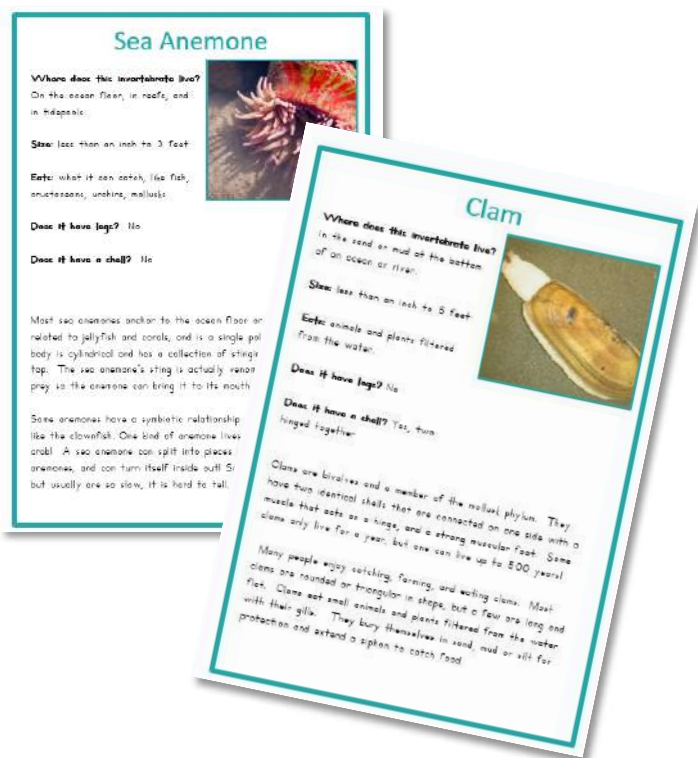 Sea Anemone
Where does this invertebrate live?
On the ocean floor, in reefs, and
in tidepools
Size: less than an inch to 3 feet
Eats: what it can catch, like fish,
crustaceans, urchins, mollusks
Does it have legs? No
Does it have a shell? No
Most sea anemones anchor to the ocean floor or
related to jellyfish and corals, and is a single
body is cylindrical and has a collection of
top. The sea anemone's sting is actually
prey so the anemone can bring it to its mouth
Some anemones have a symbiotic relationship
like the clownfish. One kind of anemone lives
crab! A sea anemone can split into pieces
anemones, and can turn itself inside out!
but usually are so slow, it is hard to tell.
Clam
Where does this invertebrate live?
in the sand or mud at the bottom
of an ocean or river.
Size: less than an inch to 5 feet
Eats: animals and plants filtered
from the water.
Does it have legs? No
Does it have a shell? Yes, two
hinged together
Clams are bivalves and a member of the mollusk phylum. They
have two identical shells that are connected on one side with a
muscle that acts as a hinge, and a strong muscular foot. Some
clams only live for a year, but one can live up to 500 years!
Many people enjoy catching, farming, and eating clams. Most
clams are rounded or triangular in shape, but a few are long and
flat. Clams eat small animals and plants filtered from the water
with their gills. They bury themselves in sand, mud or silt for
protection and extend a siphon to catch food